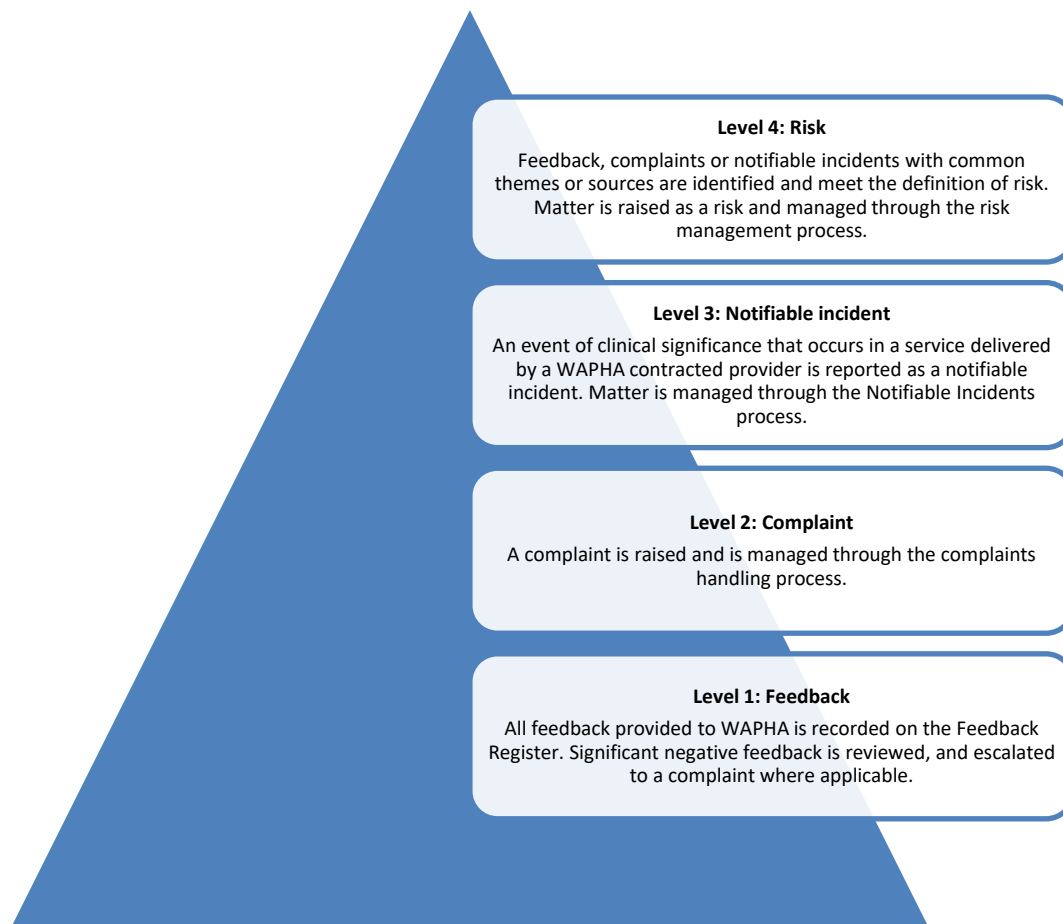 Level 4: Risk
Feedback, complaints or notifiable incidents with common
themes or sources are identified and meet the definition of risk.
Matter is raised as a risk and managed through the risk
management process.
Level 3: Notifiable incident
An event of clinical significance that occurs in a service delivered
by a WAPHA contracted provider is reported as a notifiable
incident. Matter is managed through the Notifiable Incidents
process.
Level 2: Complaint
A complaint is raised and is managed through the complaints
handling process.
Level 1: Feedback
All feedback provided to WAPHA is recorded on the Feedback
Register. Significant negative feedback is reviewed, and escalated
to a complaint where applicable.